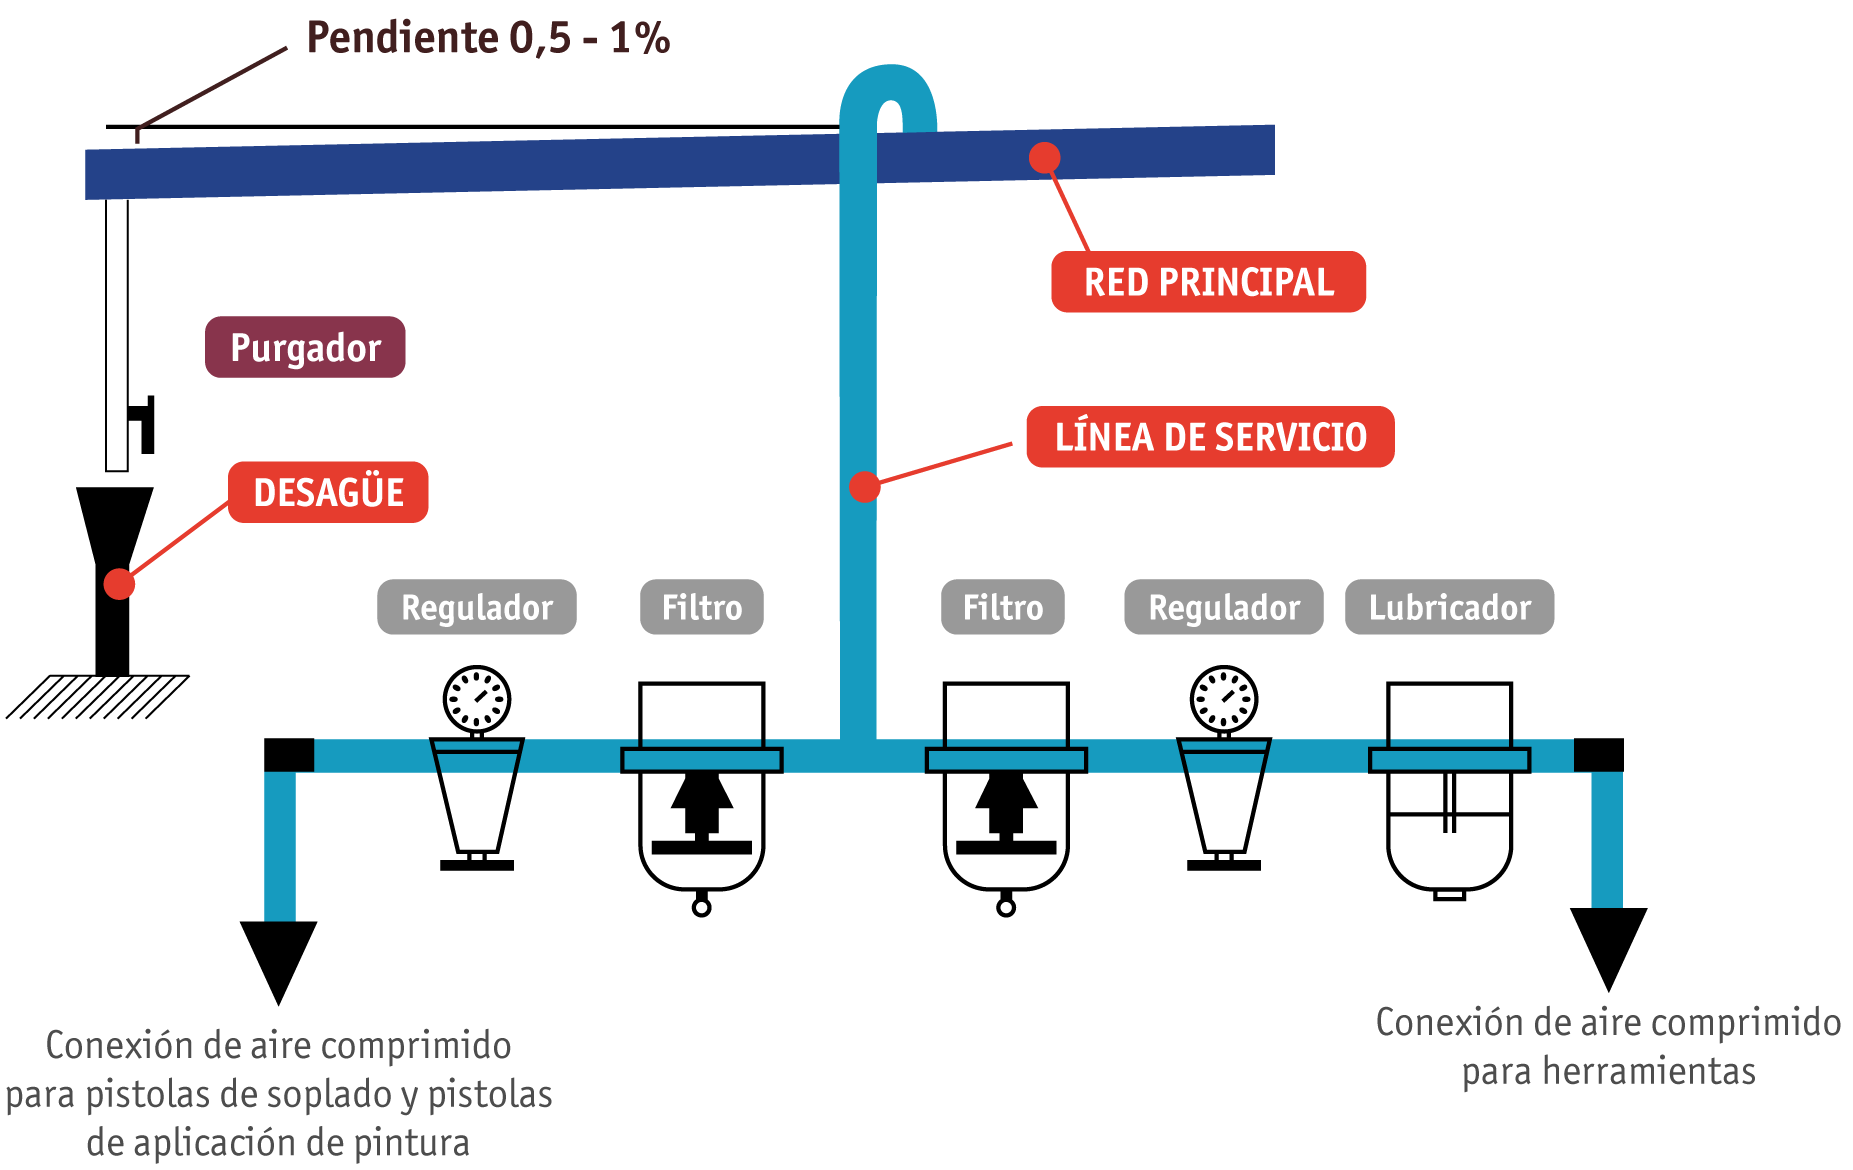 Pendiente 0,5 - 1%
RED PRINCIPAL
Purgador
LÍNEA DE SERVICIO
DESAGÜE
Regulador
Filtro
Filtro
Regulador
Lubricador
Conexión de aire comprimido
para pistolas de soplado y pistolas
de aplicación de pintura
Conexión de aire comprimido
para herramientas